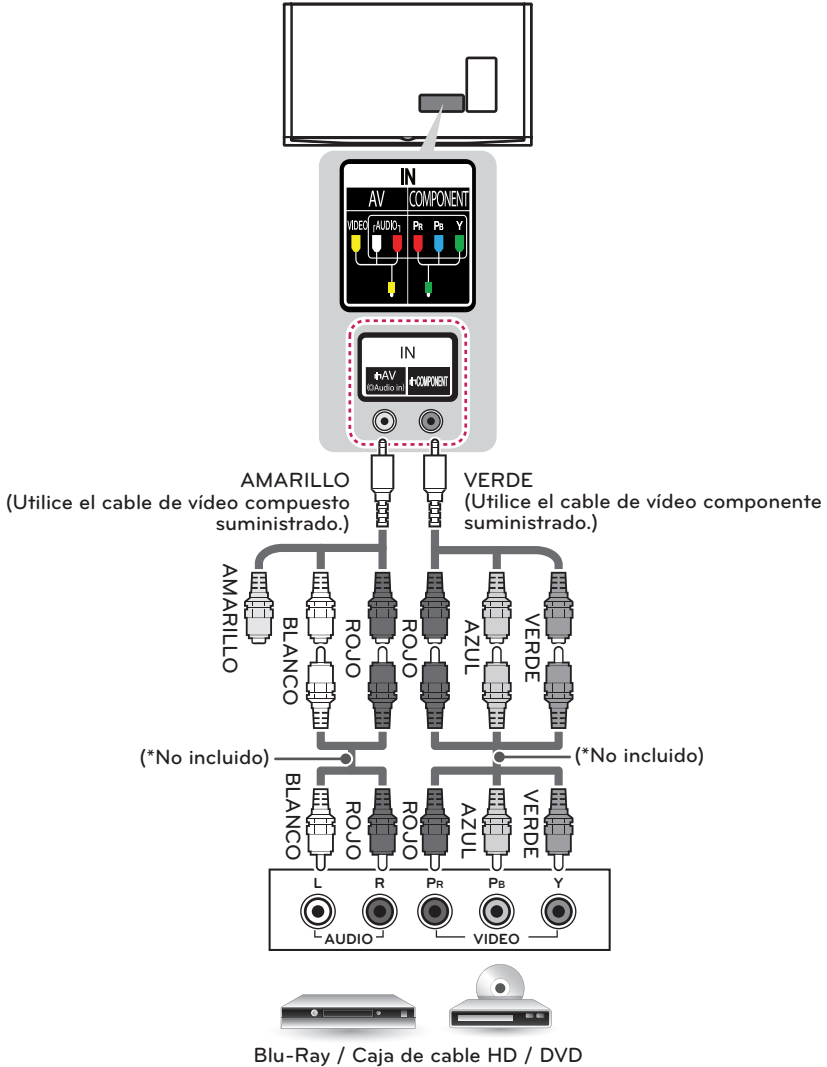 IN
AV COMPONENT
VIDEO AUDIO PR PB Y
IN
AV
(Audio in)
COMPONENT
AMARILLO
(Utilice el cable de vídeo compuesto
suministrado.)
VERDE
(Utilice el cable de vídeo componente
suministrado.)
AMARILLO
BLANCO
ROJO
ROJO
AZUL
VERDE
(*No incluido)
(*No incluido)
BLANCO
ROJO
ROJO
AZUL
VERDE
L R PR PB Y
AUDIO VIDEO
Blu-Ray / Caja de cable HD / DVD